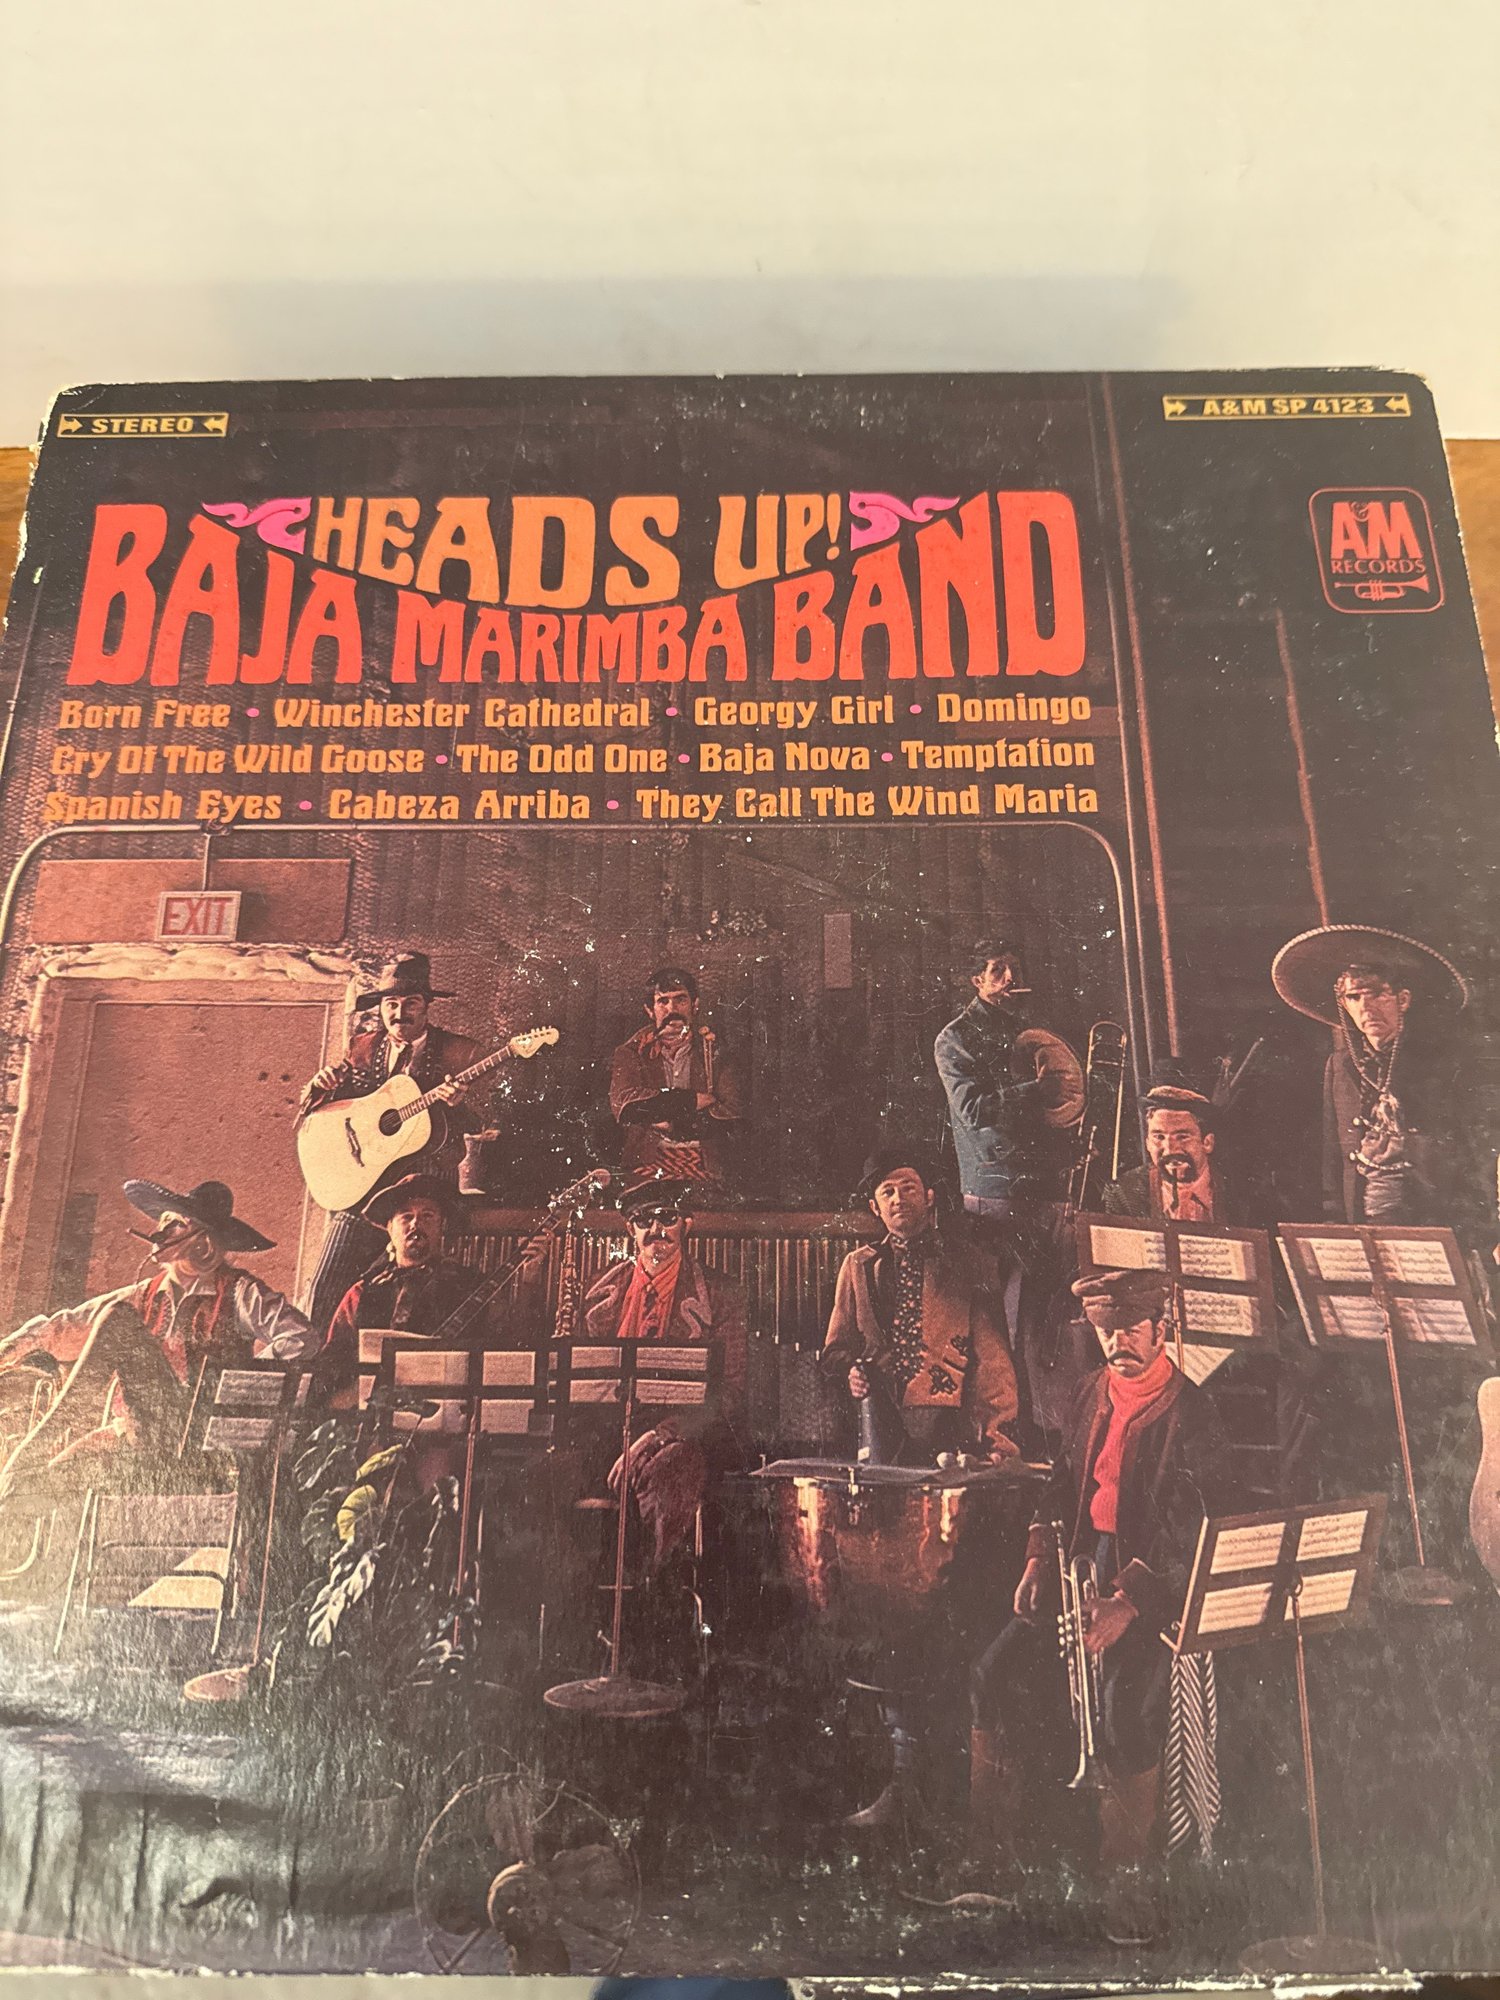 STEREO
A&M SP 4123
HEADS UP!
BAJA MARIMBA BAND
A&M
RECORDS
Born Free • Winchester Cathedral • Georgy Girl • Domingo
Cry Of The Wild Goose • The Odd One • Baja Nova • Temptation
Spanish Eyes • Cabeza Arriba • They Call The Wind Maria
EXIT